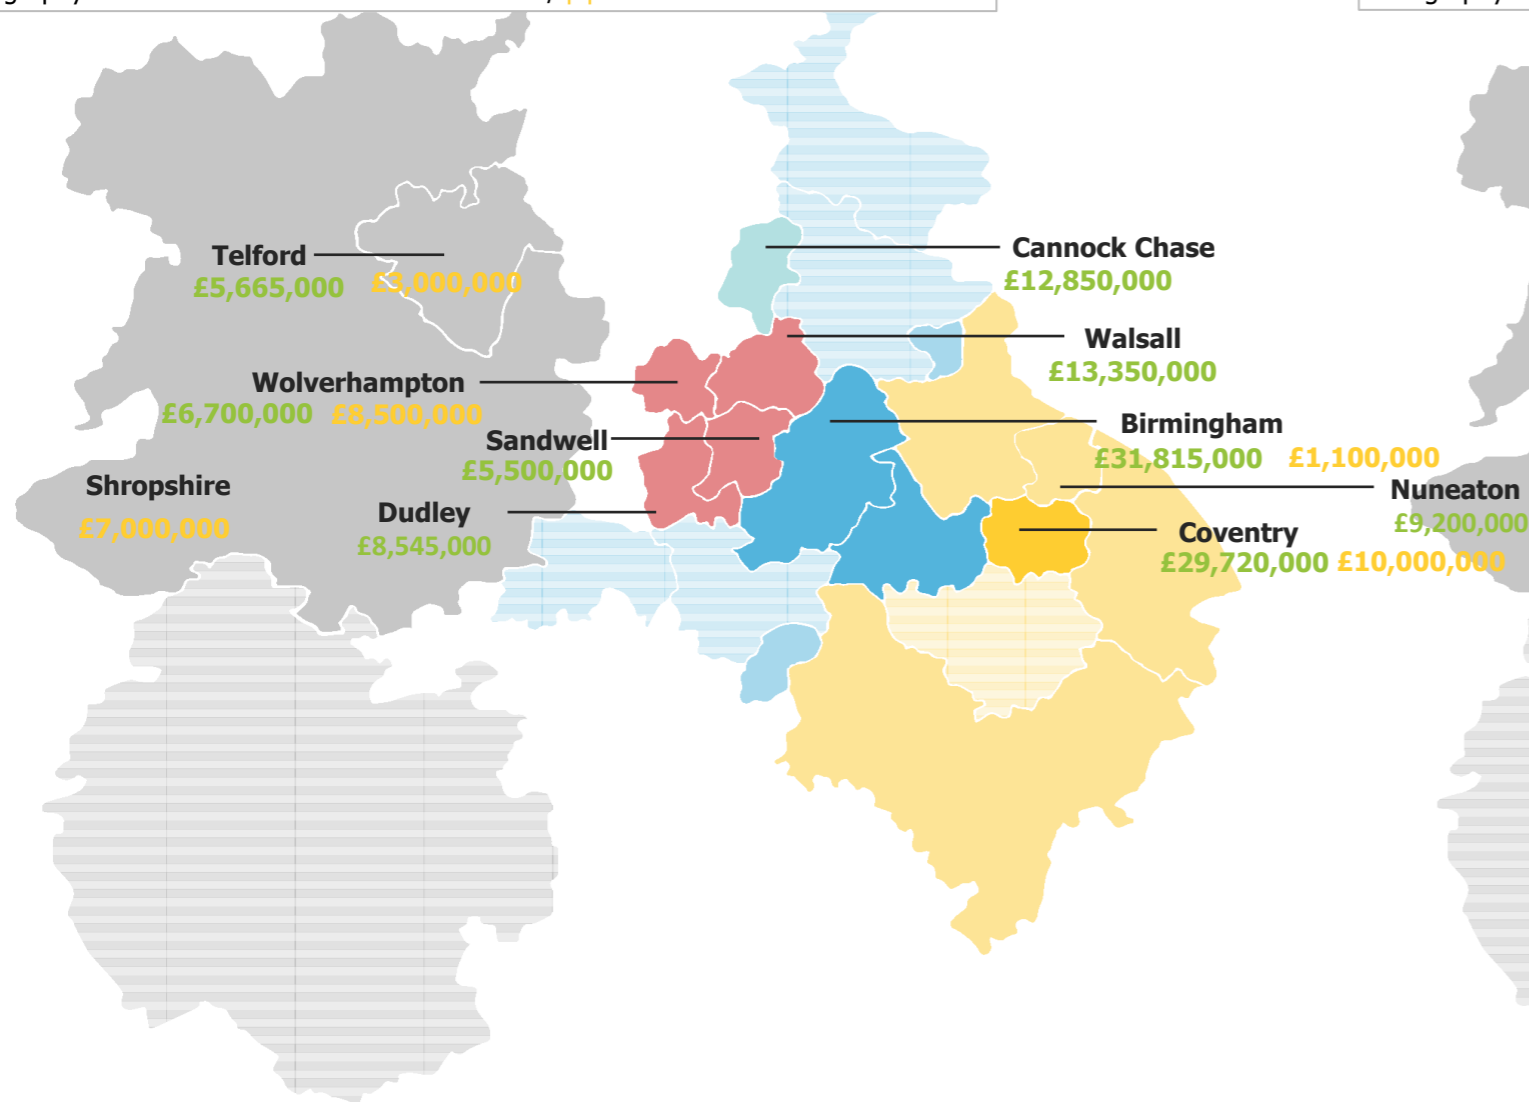 Telford
£5,665,000 £3,000,000
Cannock Chase
£12,850,000
Walsall
£13,350,000
Wolverhampton
£6,700,000 £8,500,000
Birmingham
£31,815,000 £1,100,000
Sandwell
£5,500,000
Shropshire
£7,000,000
Nuneaton
£9,200,000
Dudley
£8,545,000
Coventry
£29,720,000 £10,000,000